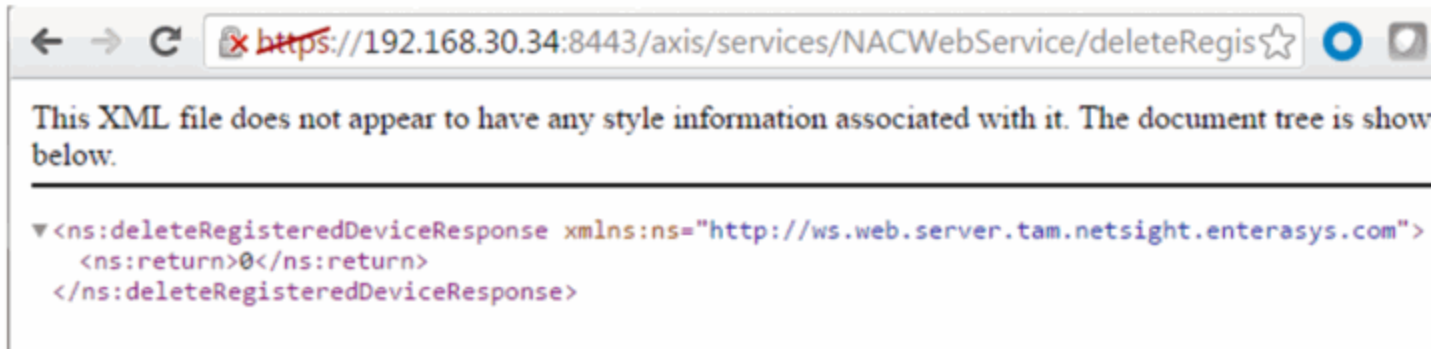 https://192.168.30.34:8443/axis/services/NACWebService/deleteRegis
This XML file does not appear to have any style information associated with it. The document tree is show
below.
▼<ns:deleteRegisteredDeviceResponse xmlns:ns="http://ws.web.server.tam.netsight.enterasys.com">
<ns:return>0</ns:return>
</ns:deleteRegisteredDeviceResponse>